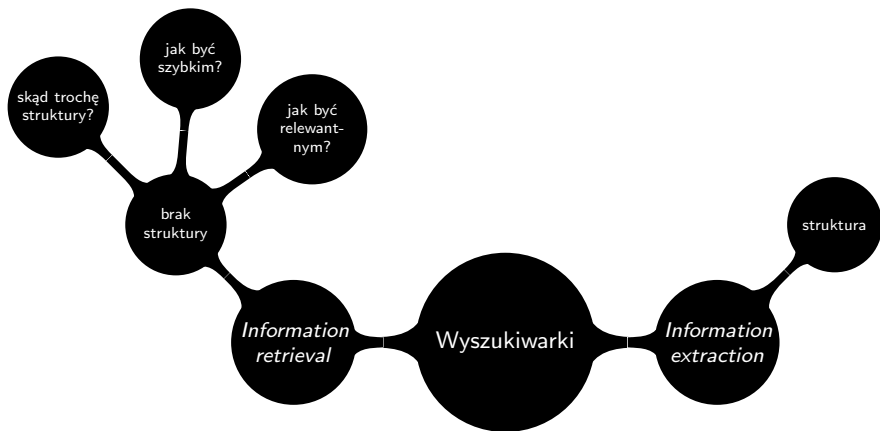 jak być
szybkim?
skąd trochę
struktury?
jak być
relewant-
nym?
brak
struktury
struktura
Information
retrieval
Wyszukiwarki
Information
extraction